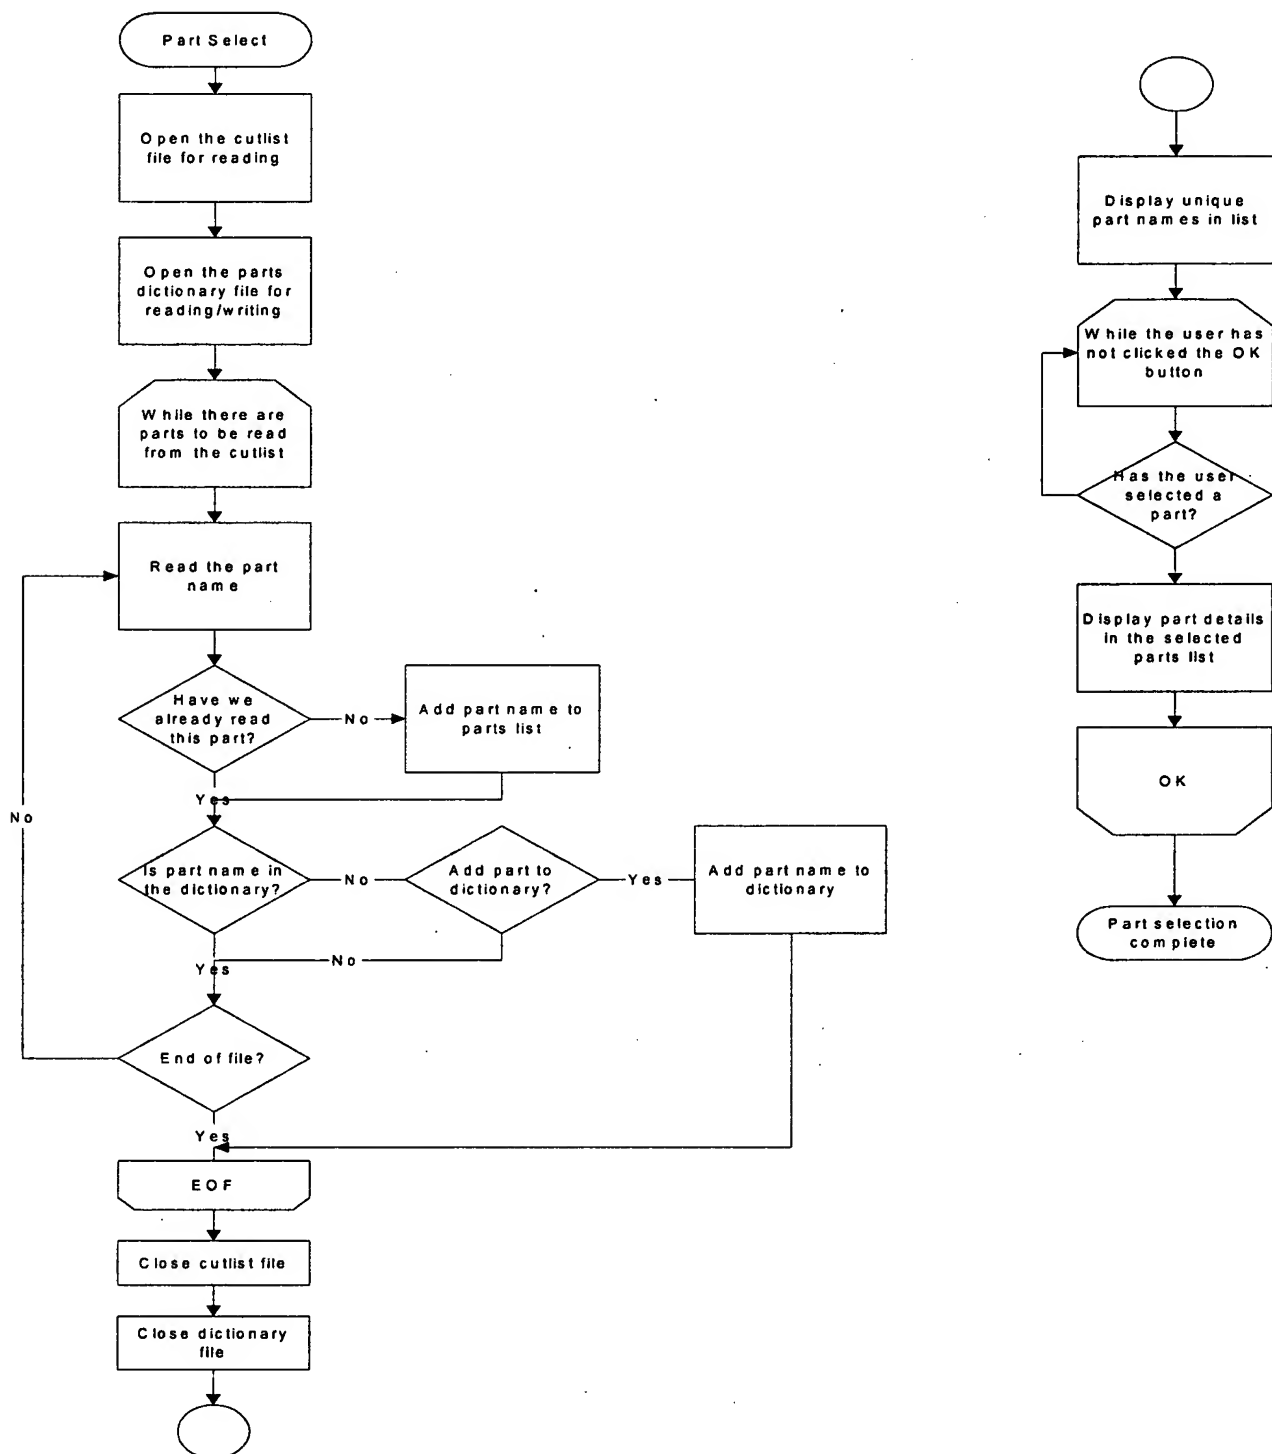 Part Select
Open the cutlist
file for reading
Open the parts
dictionary file for
reading/writing
While there are
parts to be read
from the cutlist
Read the part
name
Have we
already read
this part?
No
Add part name to
parts list
Yes
No
Is part name in
the dictionary?
No
Add part to
dictionary?
Yes
Add part name to
dictionary
Yes
No
End of file?
Yes
EOF
Close cutlist file
Close dictionary
file
Display unique
part names in list
While the user has
not clicked the OK
button
Has the user
selected a
part?
Display part details
in the selected
parts list
OK
Part selection
complete